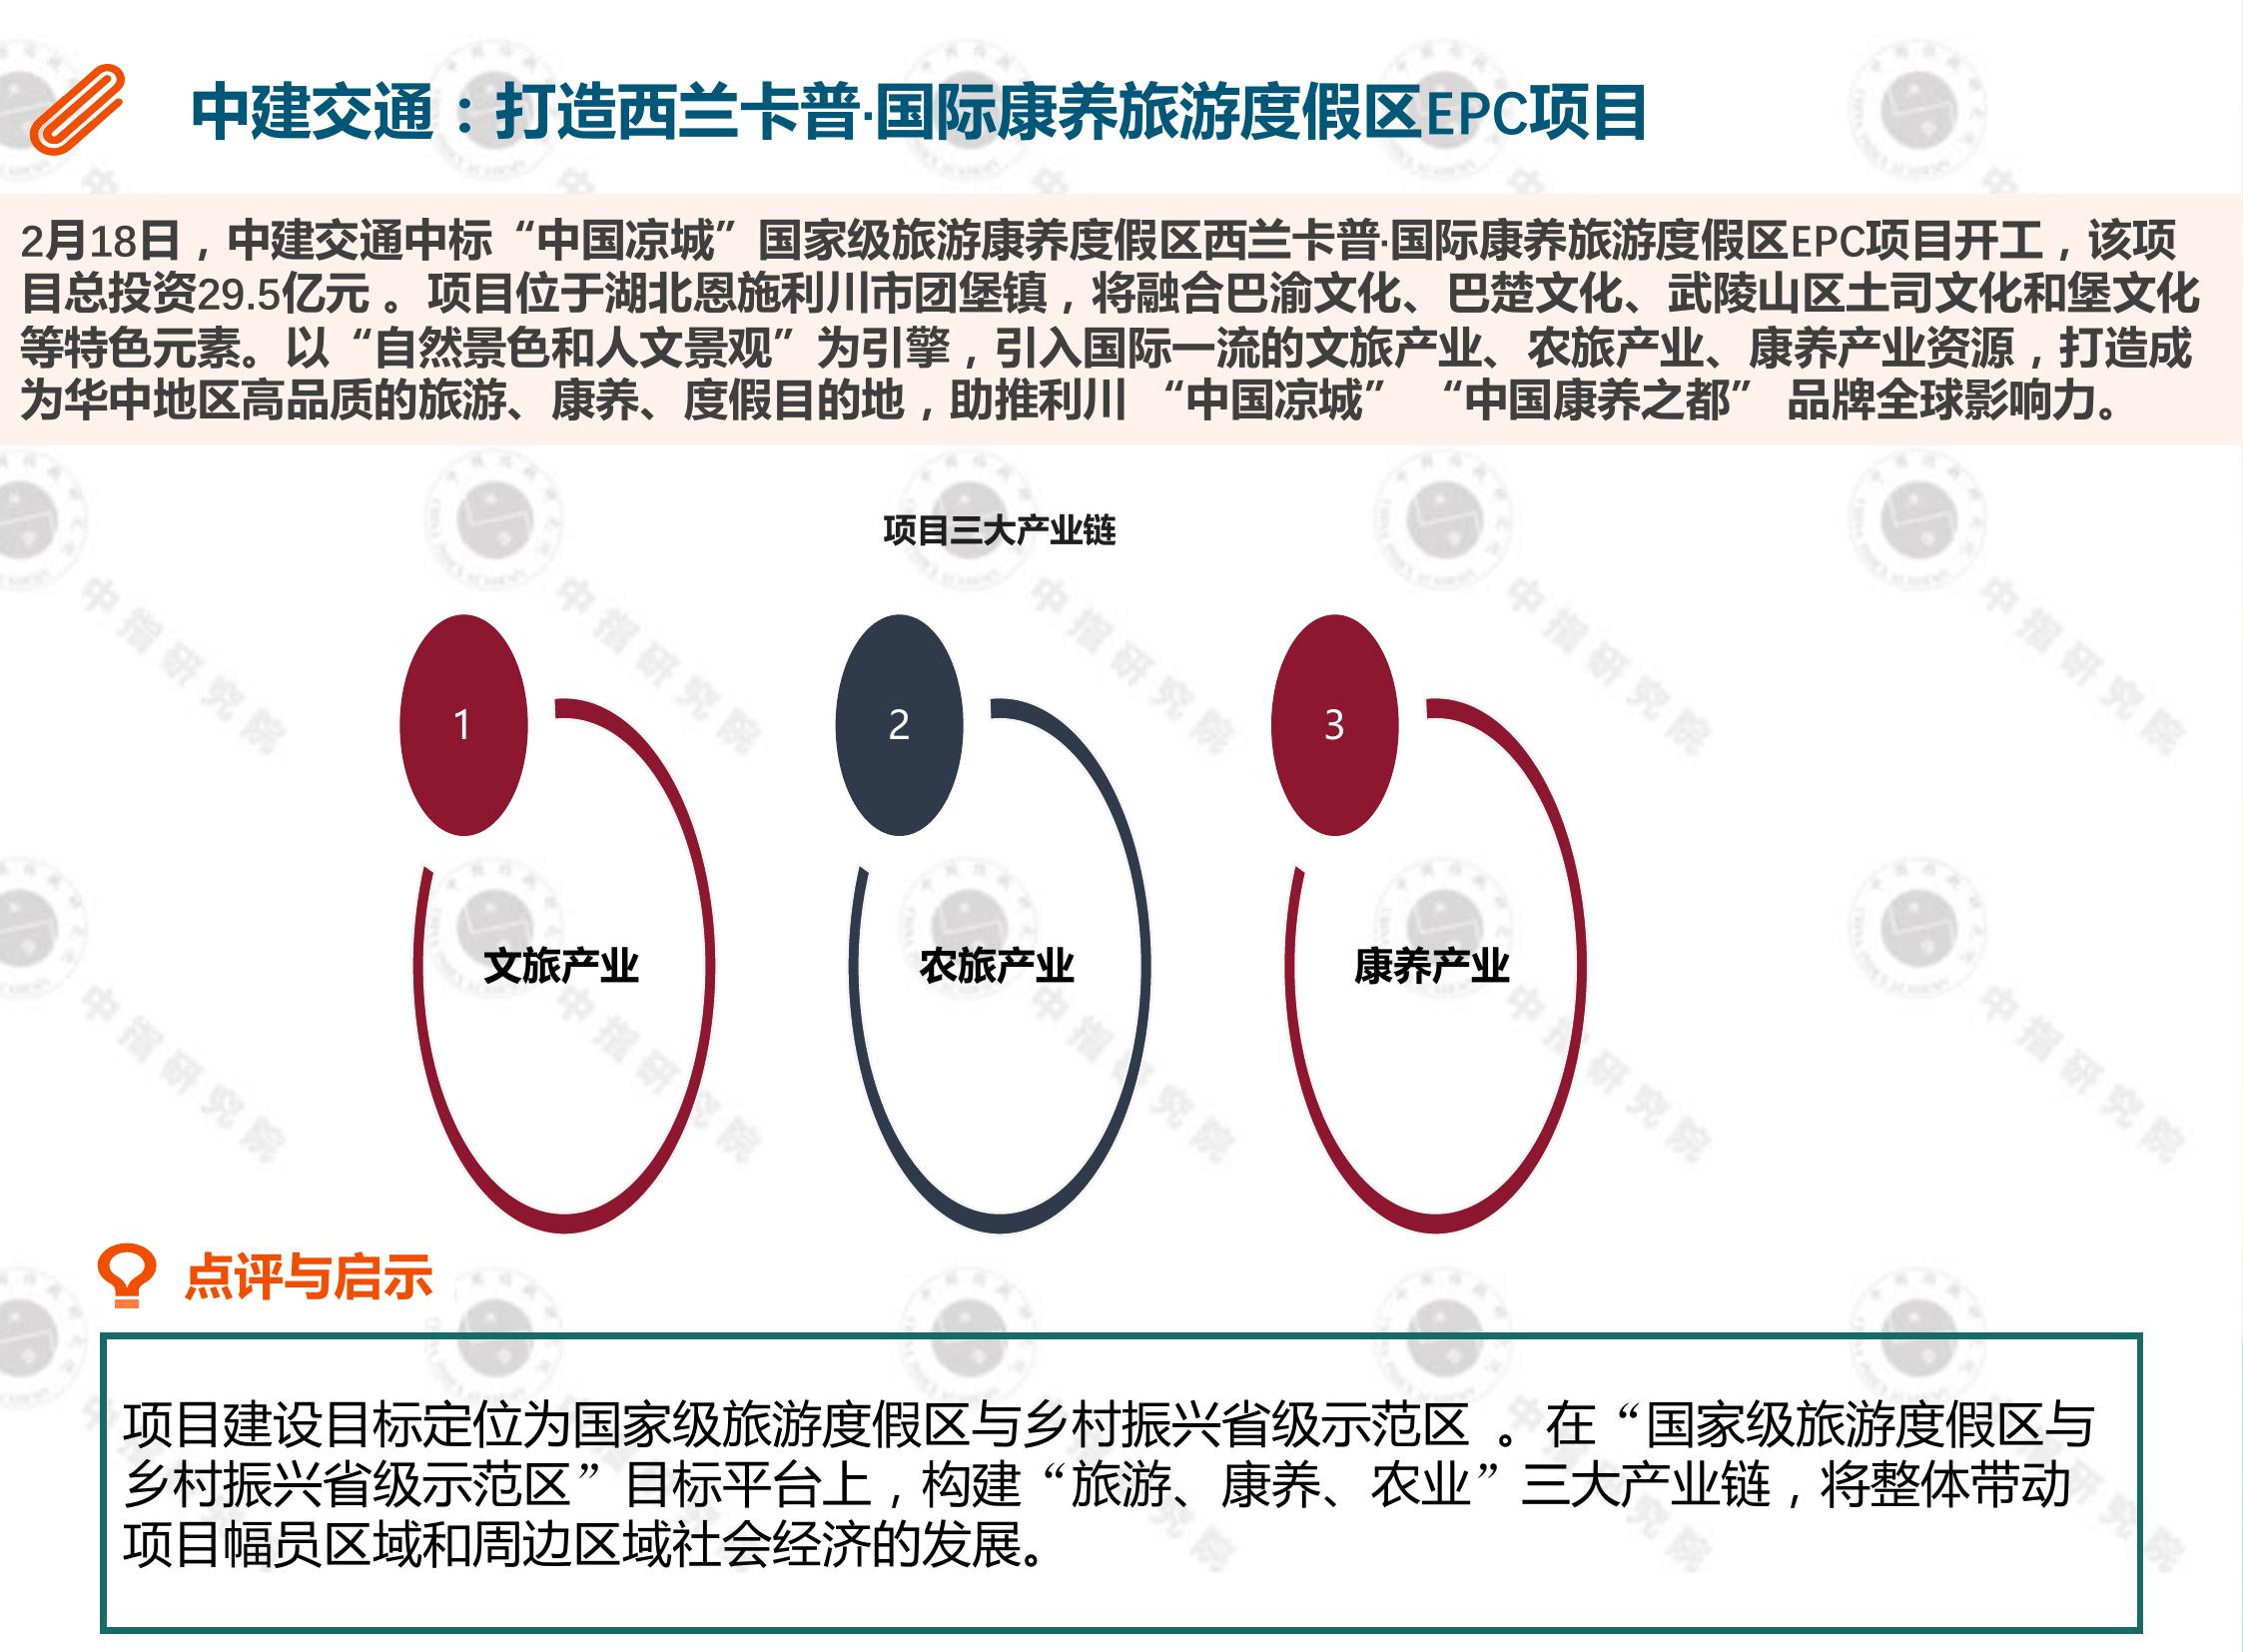 中建交通：打造西兰卡普·国际康养旅游度假区EPC项目
2月18日，中建交通中标“中国凉城”国家级旅游康养度假区西兰卡普·国际康养旅游度假区EPC项目开工，该项
目总投资29.5亿元 。项目位于湖北恩施利川市团堡镇，将融合巴渝文化、巴楚文化、武陵山区土司文化和堡文化
等特色元素。以“自然景色和人文景观”为引擎，引入国际一流的文旅产业、农旅产业、康养产业资源，打造成
为华中地区高品质的旅游、康养、度假目的地，助推利川 “中国凉城” “中国康养之都” 品牌全球影响力。
项目三大产业链
1
2
3
文旅产业
农旅产业
康养产业
点评与启示
项目建设目标定位为国家级旅游度假区与乡村振兴省级示范区 。在“国家级旅游度假区与
乡村振兴省级示范区”目标平台上，构建“旅游、康养、农业”三大产业链，将整体带动
项目幅员区域和周边区域社会经济的发展。
中指研究院